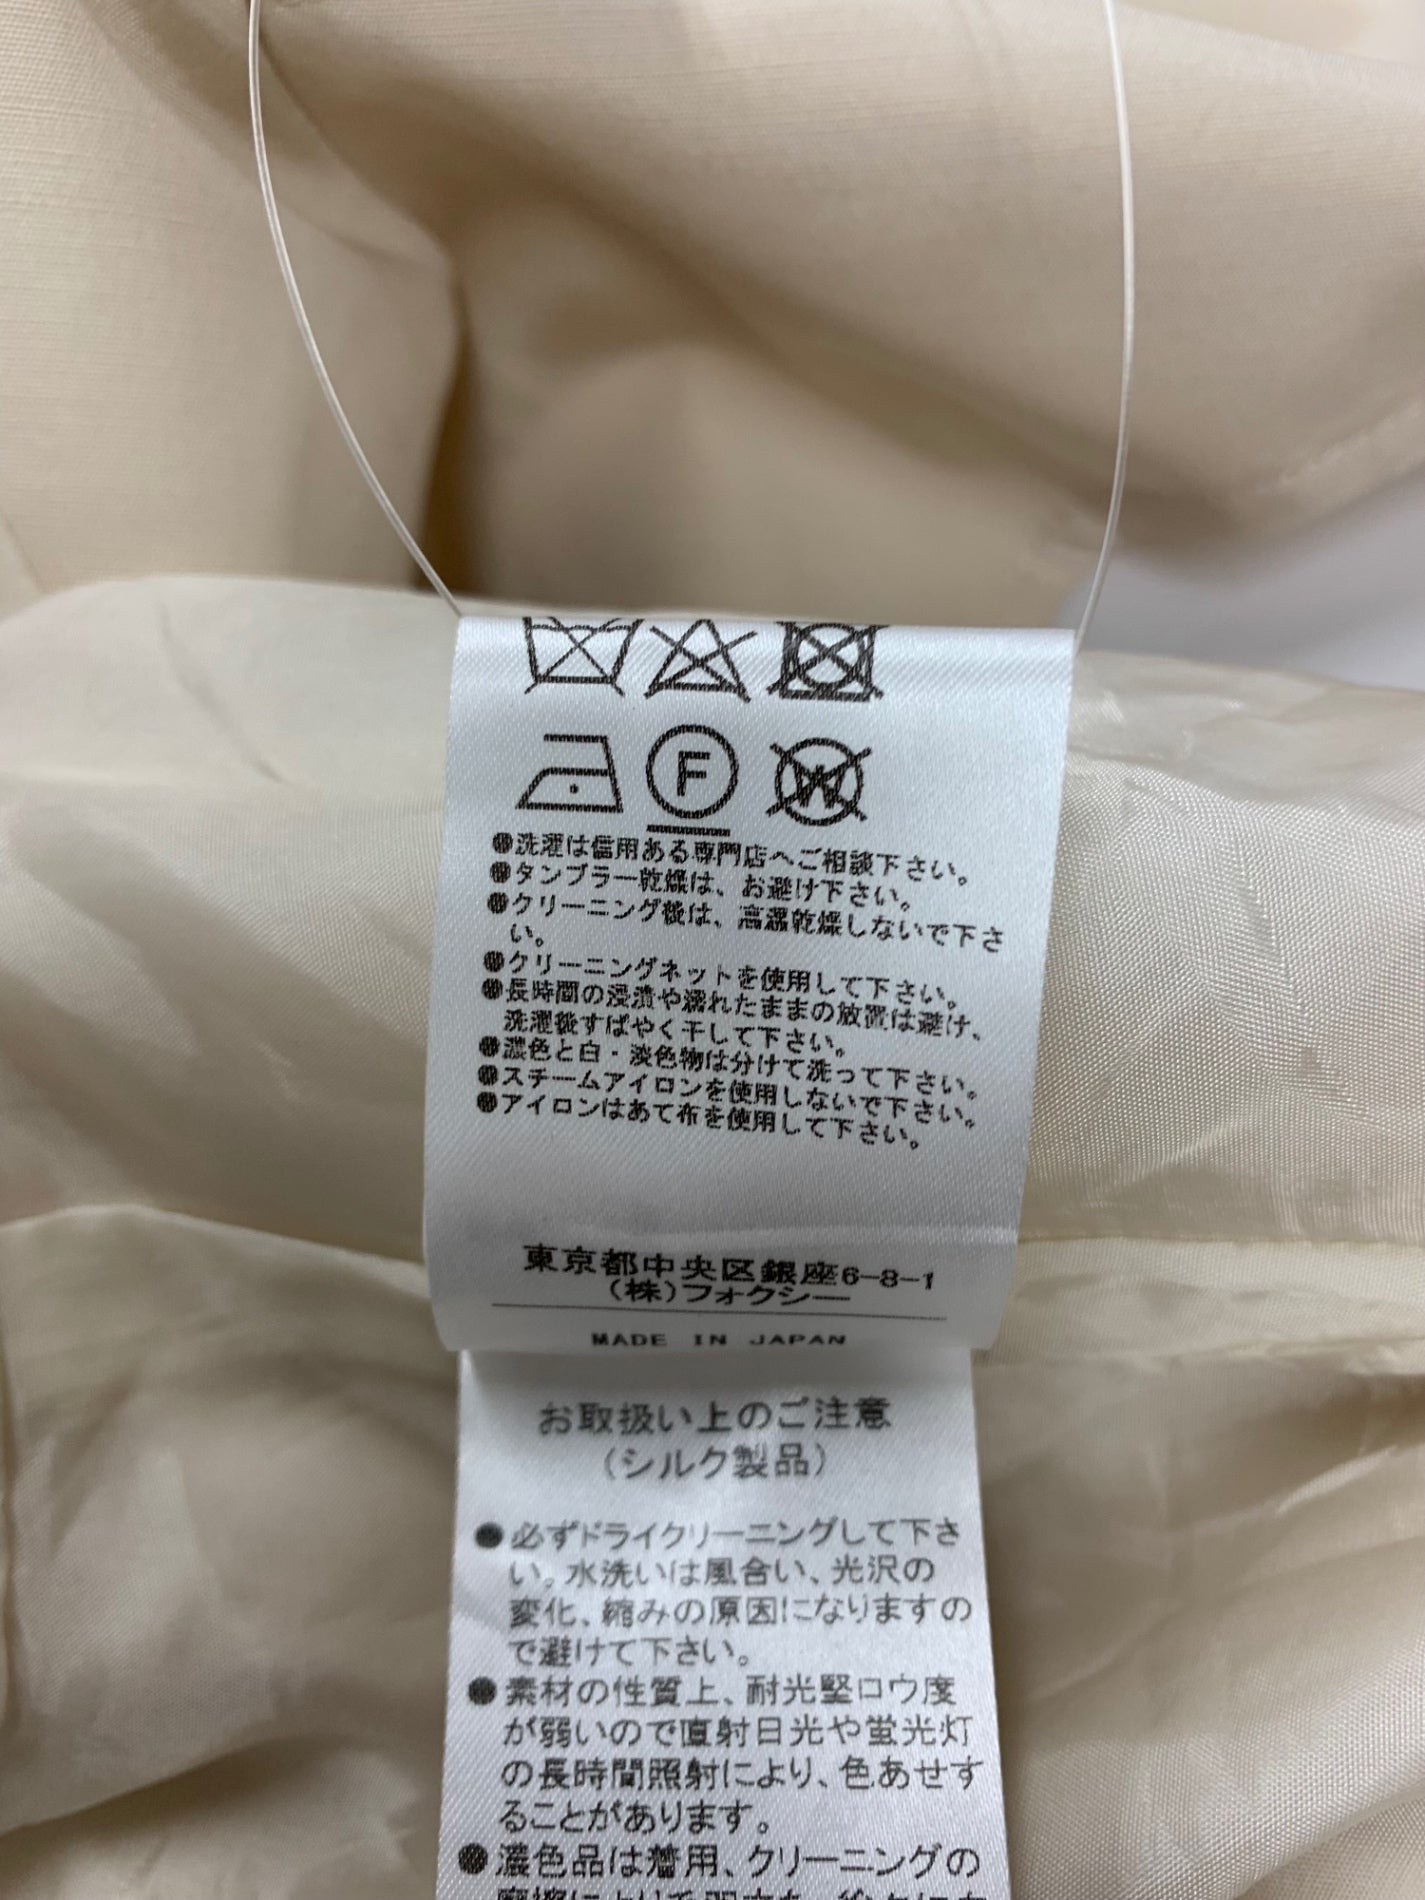 F
W
●洗濯は信用ある専門店へご相談下さい。
●タンブラー乾燥は、お避け下さい。
●クリーニング後は、高温乾燥しないで下さ
い。
●クリーニングネットを使用して下さい。
●長時間の浸漬や濡れたままの放置は避け、
洗濯後すばやく干して下さい。
●濃色と白・淡色物は分けて洗って下さい。
●スチームアイロンを使用しないで下さい。
●アイロンはあて布を使用して下さい。
東京都中央区銀座6-8-1
(株)フォクシー
MADE IN JAPAN
お取扱い上のご注意
(シルク製品)
●必ずドライクリーニングして下さ
い。水洗いは風合い、光沢の
変化、縮みの原因になりますの
で避けて下さい。
●素材の性質上、耐光堅ロウ度
が弱いので直射日光や蛍光灯
の長時間照射により、色あせす
ることがあります。
●濃色品は着用、クリーニングの